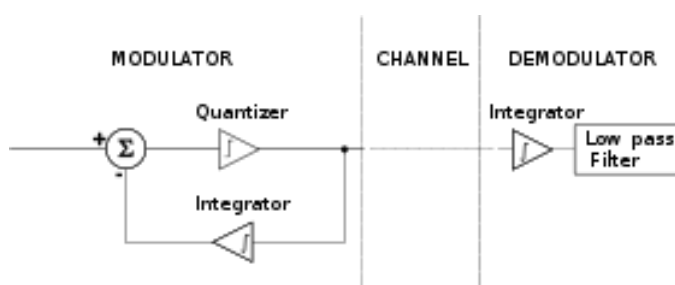 MODULATOR
CHANNEL
DEMODULATOR
Quantizer
Integrator
+
Σ
-
Low pass
Filter
Integrator